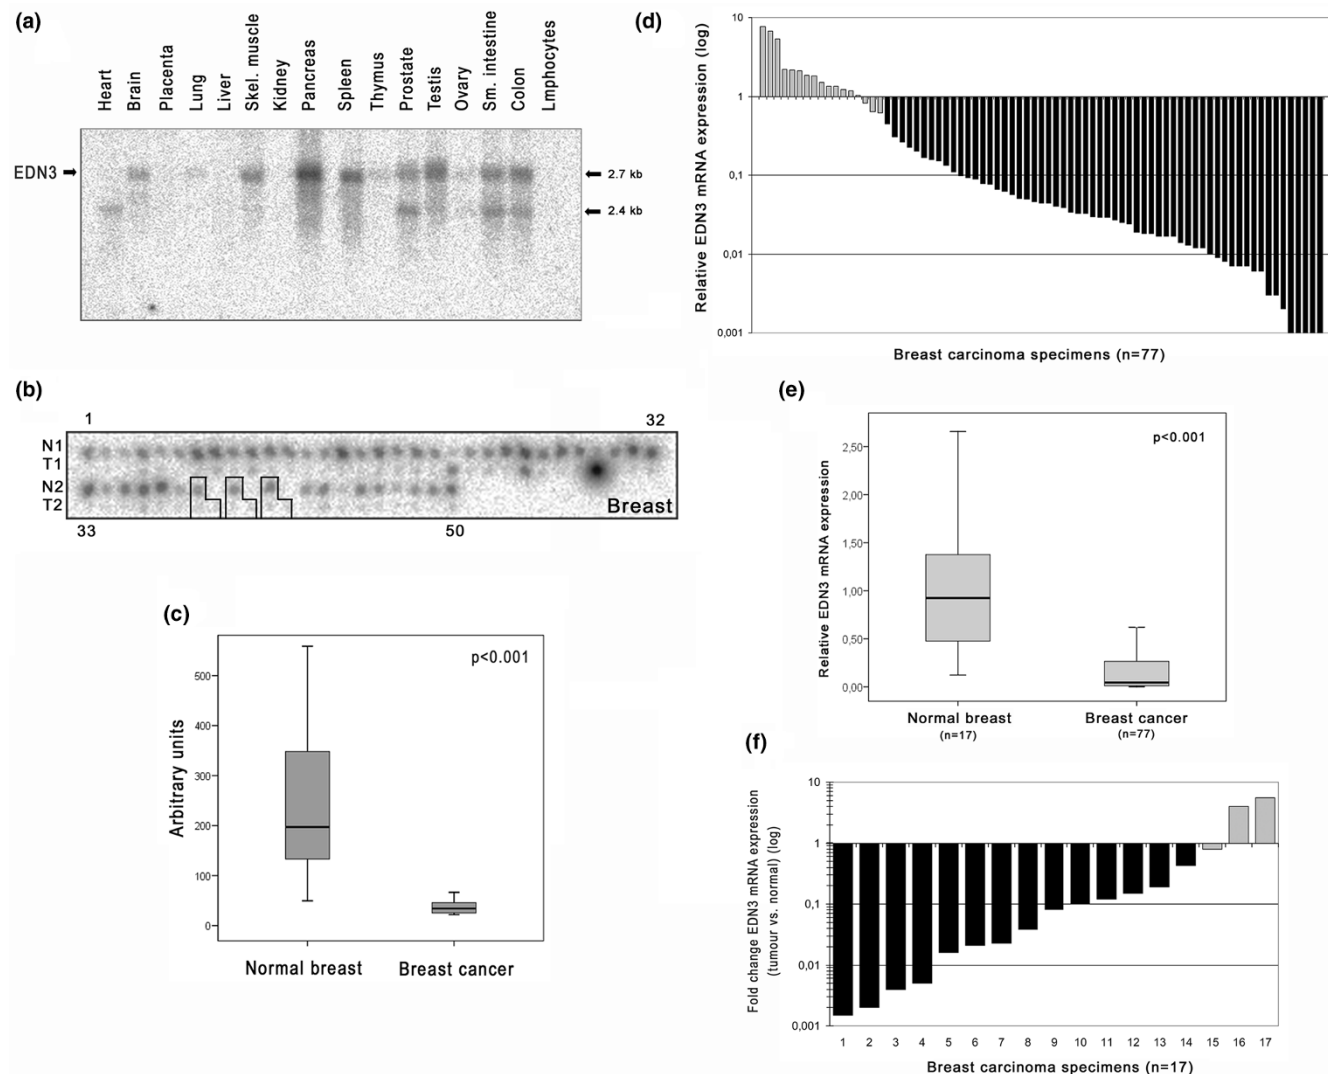 (a)
Heart
Brain
Placenta
Lung
Liver
Skel. muscle
Kidney
Pancreas
Spleen
Thymus
Prostate
Testis
Ovary
Sm. intestine
Colon
Lmphocytes
EDN3
2.7 kb
2.4 kb
(b)
1 32
N1
T1
N2
T2
Breast
33 50
(c)
p<0.001
Arbitrary units
500
400
300
200
100
0
Normal breast Breast cancer
(d)
Relative EDN3 mRNA expression (log)
10
1
0,1
0,01
0,001
Breast carcinoma specimens (n=77)
(e)
p<0.001
Relative EDN3 mRNA expression
2,50
2,00
1,50
1,00
0,50
0,00
Normal breast Breast cancer
(n=17) (n=77)
(f)
Fold change EDN3 mRNA expression
(tumour vs. normal) (log)
10
1
0,1
0,01
0,001
1 2 3 4 5 6 7 8 9 10 11 12 13 14 15 16 17
Breast carcinoma specimens (n=17)